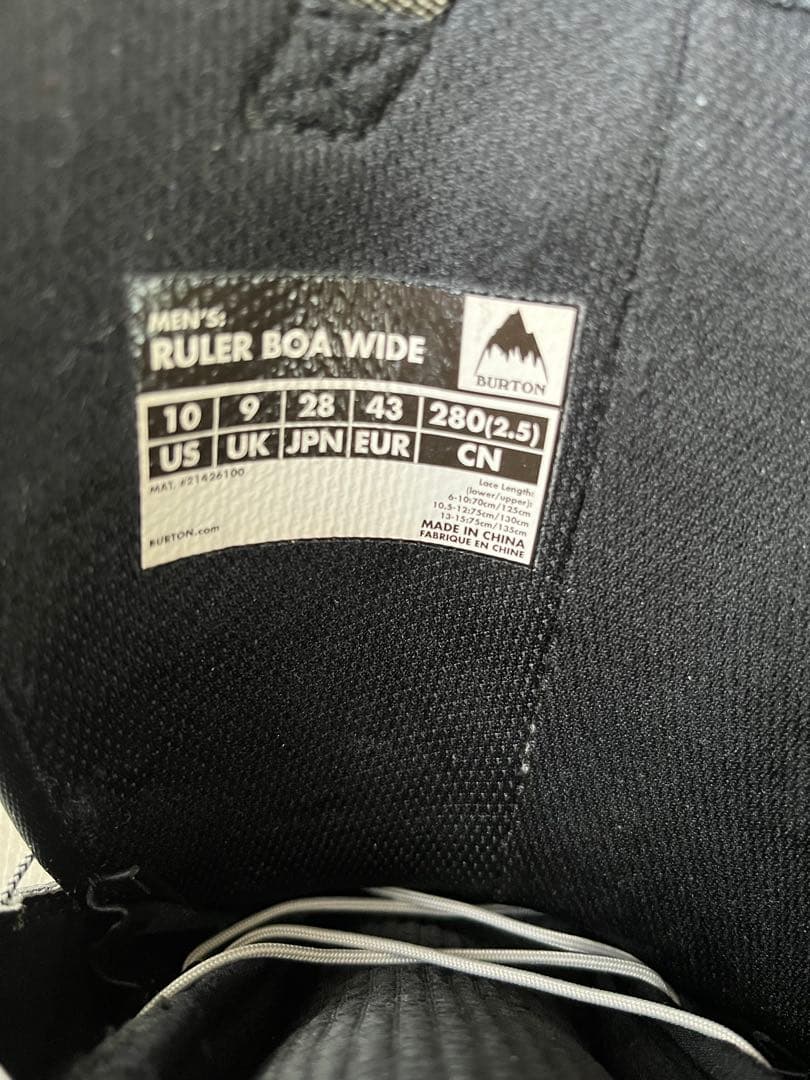 MEN'S:
RULER BOA WIDE
BURTON
10 9 28 43 280(2.5)
US UK JPN EUR CN
MAT. #21426100
Lace Length:
(lower/upper):
6-10:70cm/125cm
10.5-12:75cm/130cm
13-15:75cm/135cm
MADE IN CHINA
FABRIQUE EN CHINE
BURTON.com